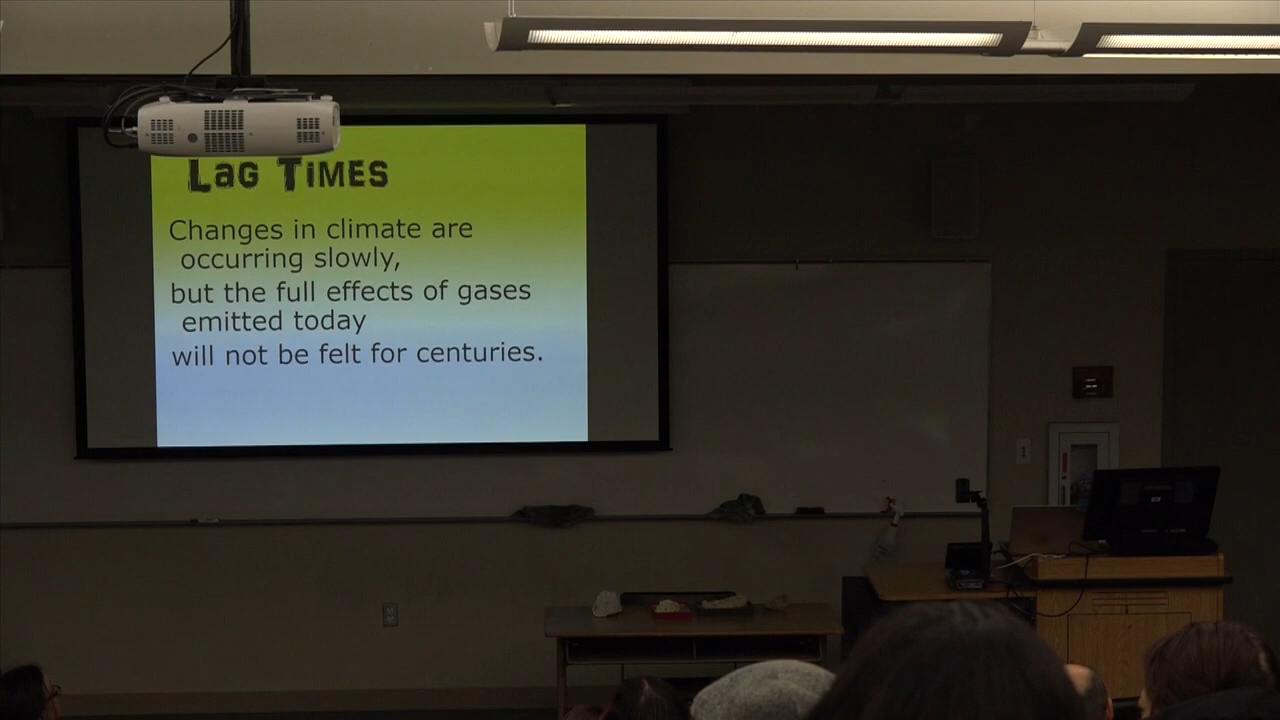 Lag Times
Changes in climate are
occurring slowly,
but the full effects of gases
emitted today
will not be felt for centuries.